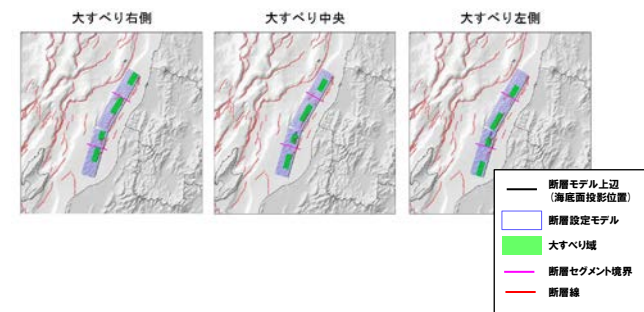 大すべり右側
大すべり中央
大すべり左側
断層モデル上辺
(海底面投影位置)
断層設定モデル
大すべり域
断層セグメント境界
断層線